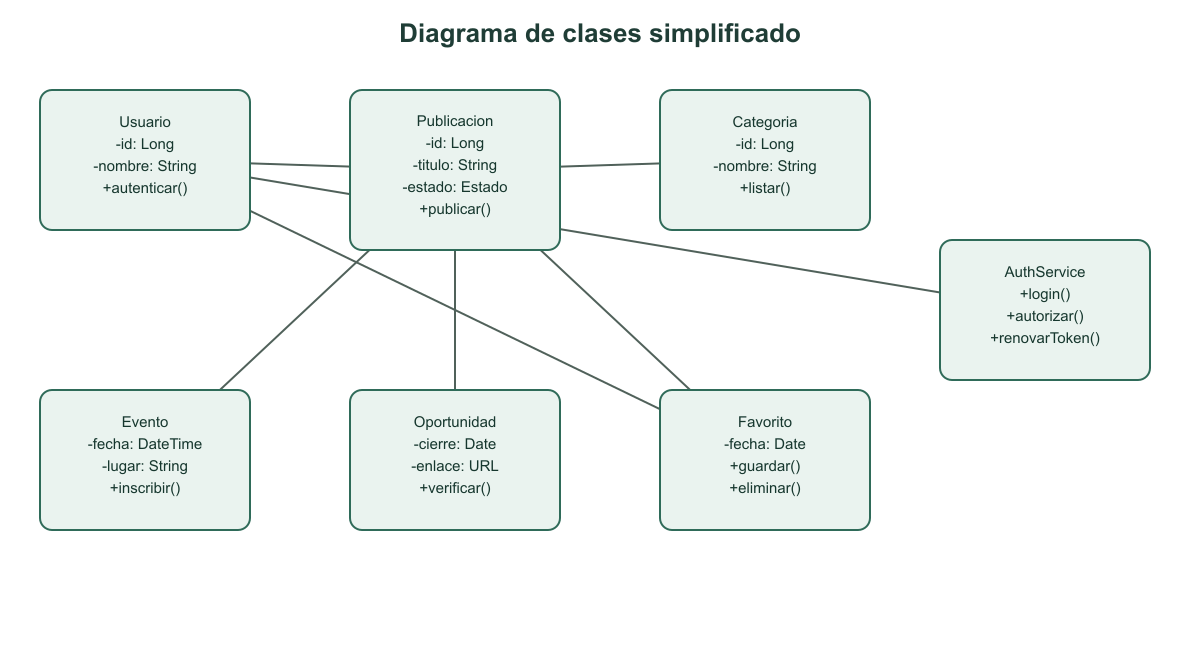 Diagrama de clases simplificado
Usuario
-id: Long
-nombre: String
+autenticar()
Publicacion
-id: Long
-titulo: String
-estado: Estado
+publicar()
Categoria
-id: Long
-nombre: String
+listar()
AuthService
+login()
+autorizar()
+renovarToken()
Evento
-fecha: DateTime
-lugar: String
+inscribir()
Oportunidad
-cierre: Date
-enlace: URL
+verificar()
Favorito
-fecha: Date
+guardar()
+eliminar()